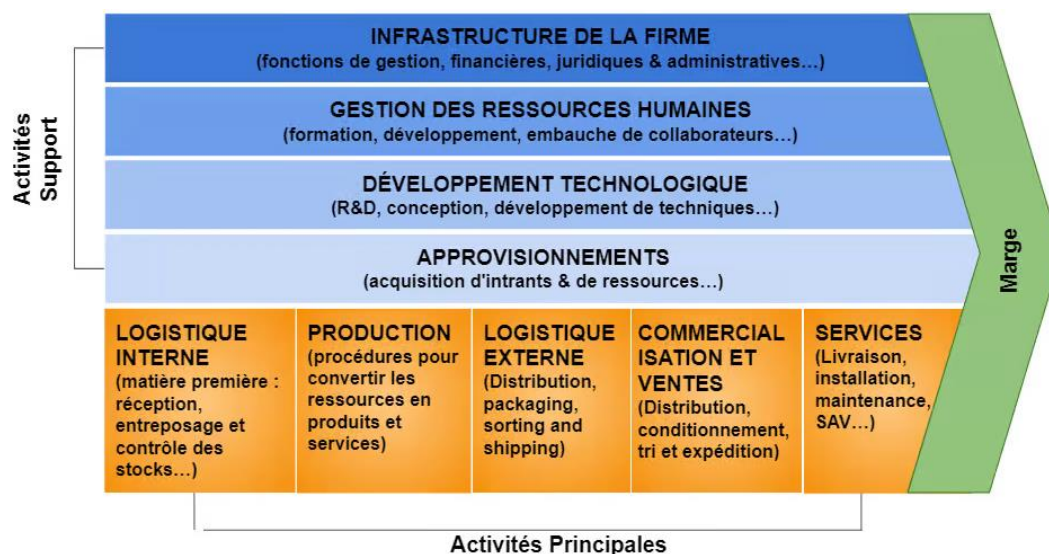 Activités
Support
INFRASTRUCTURE DE LA FIRME
(fonctions de gestion, financières, juridiques & administratives…)
GESTION DES RESSOURCES HUMAINES
(formation, développement, embauche de collaborateurs…)
DÉVELOPPEMENT TECHNOLOGIQUE
(R&D, conception, développement de techniques…)
APPROVISIONNEMENTS
(acquisition d'intrants & de ressources…)
LOGISTIQUE
INTERNE
(matière première :
réception,
entreposage et
contrôle des
stocks…)
PRODUCTION
(procédures pour
convertir les
ressources en
produits et
services)
LOGISTIQUE
EXTERNE
(Distribution,
packaging,
sorting and
shipping)
COMMERCIAL
ISATION ET
VENTES
(Distribution,
conditionnement,
tri et expédition)
SERVICES
(Livraison,
installation,
maintenance,
SAV…)
Marge
Activités Principales